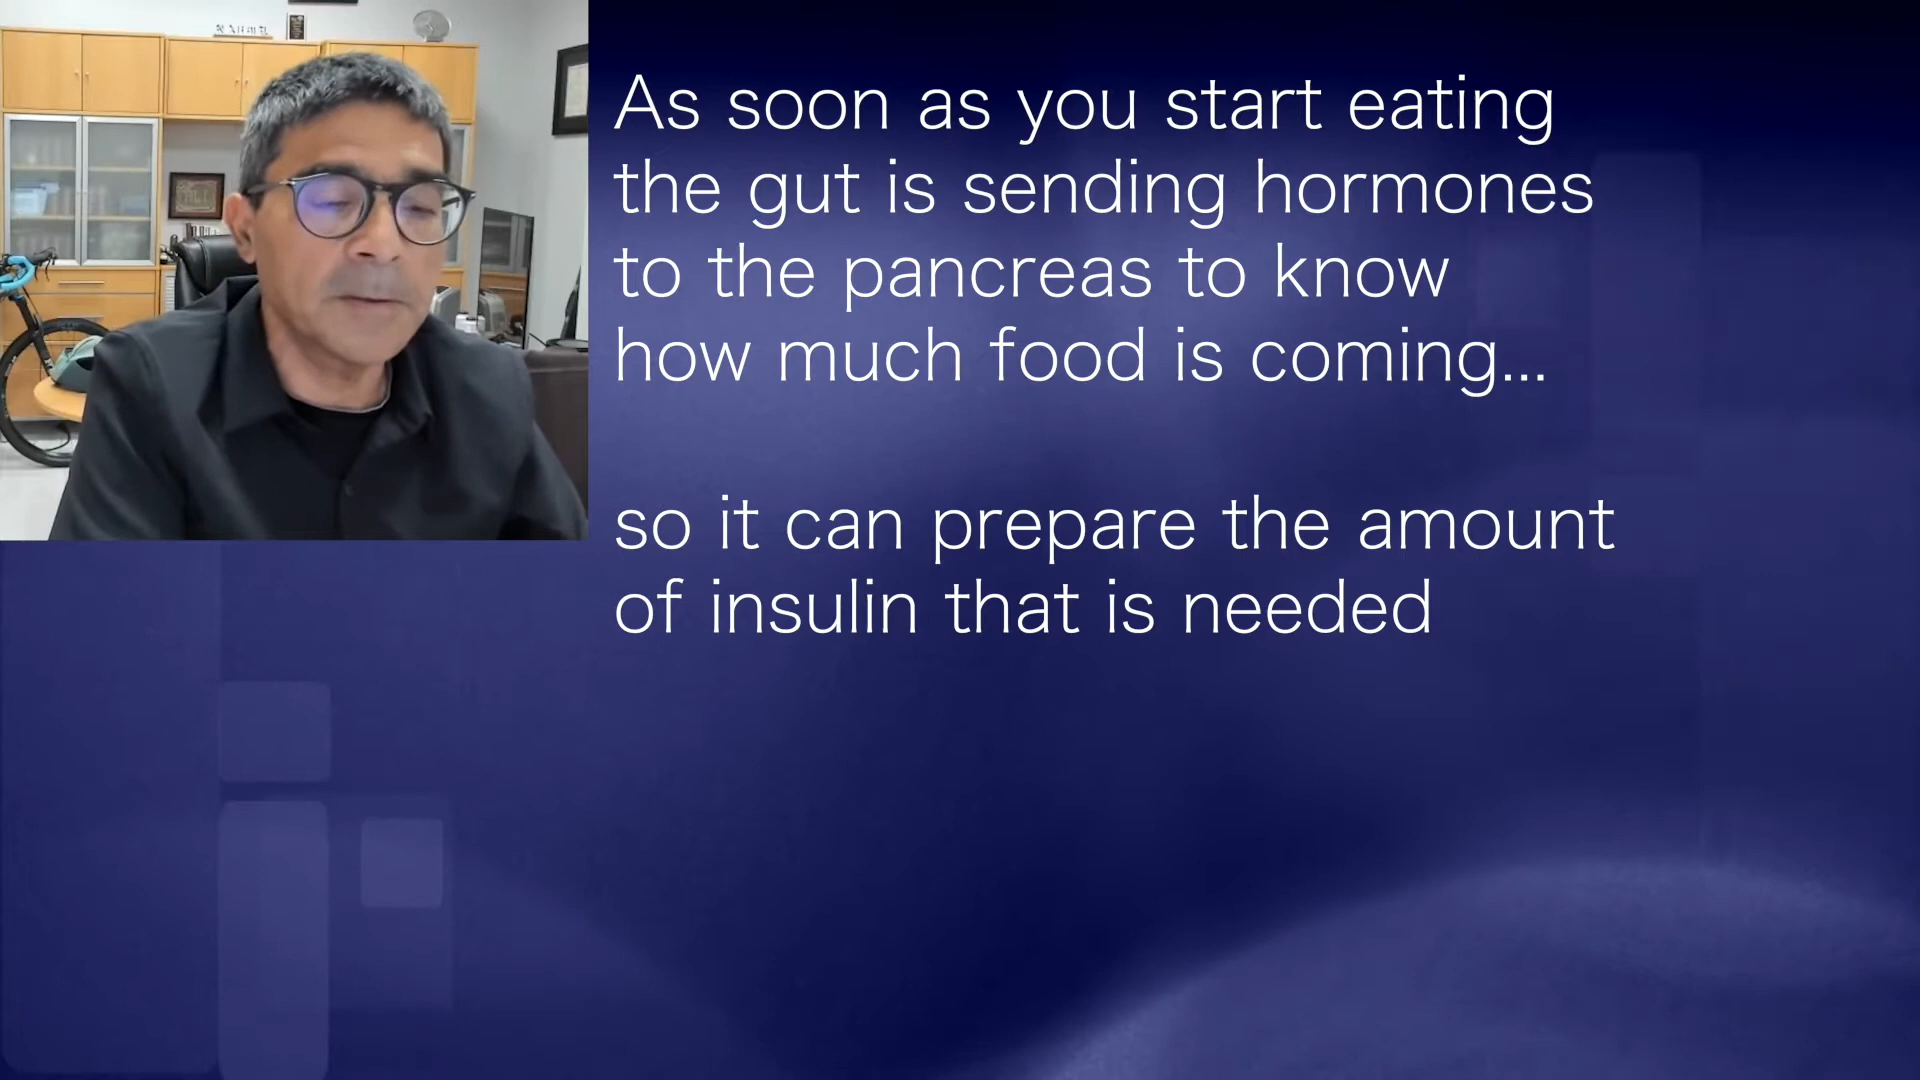 As soon as you start eating
the gut is sending hormones
to the pancreas to know
how much food is coming...
so it can prepare the amount
of insulin that is needed